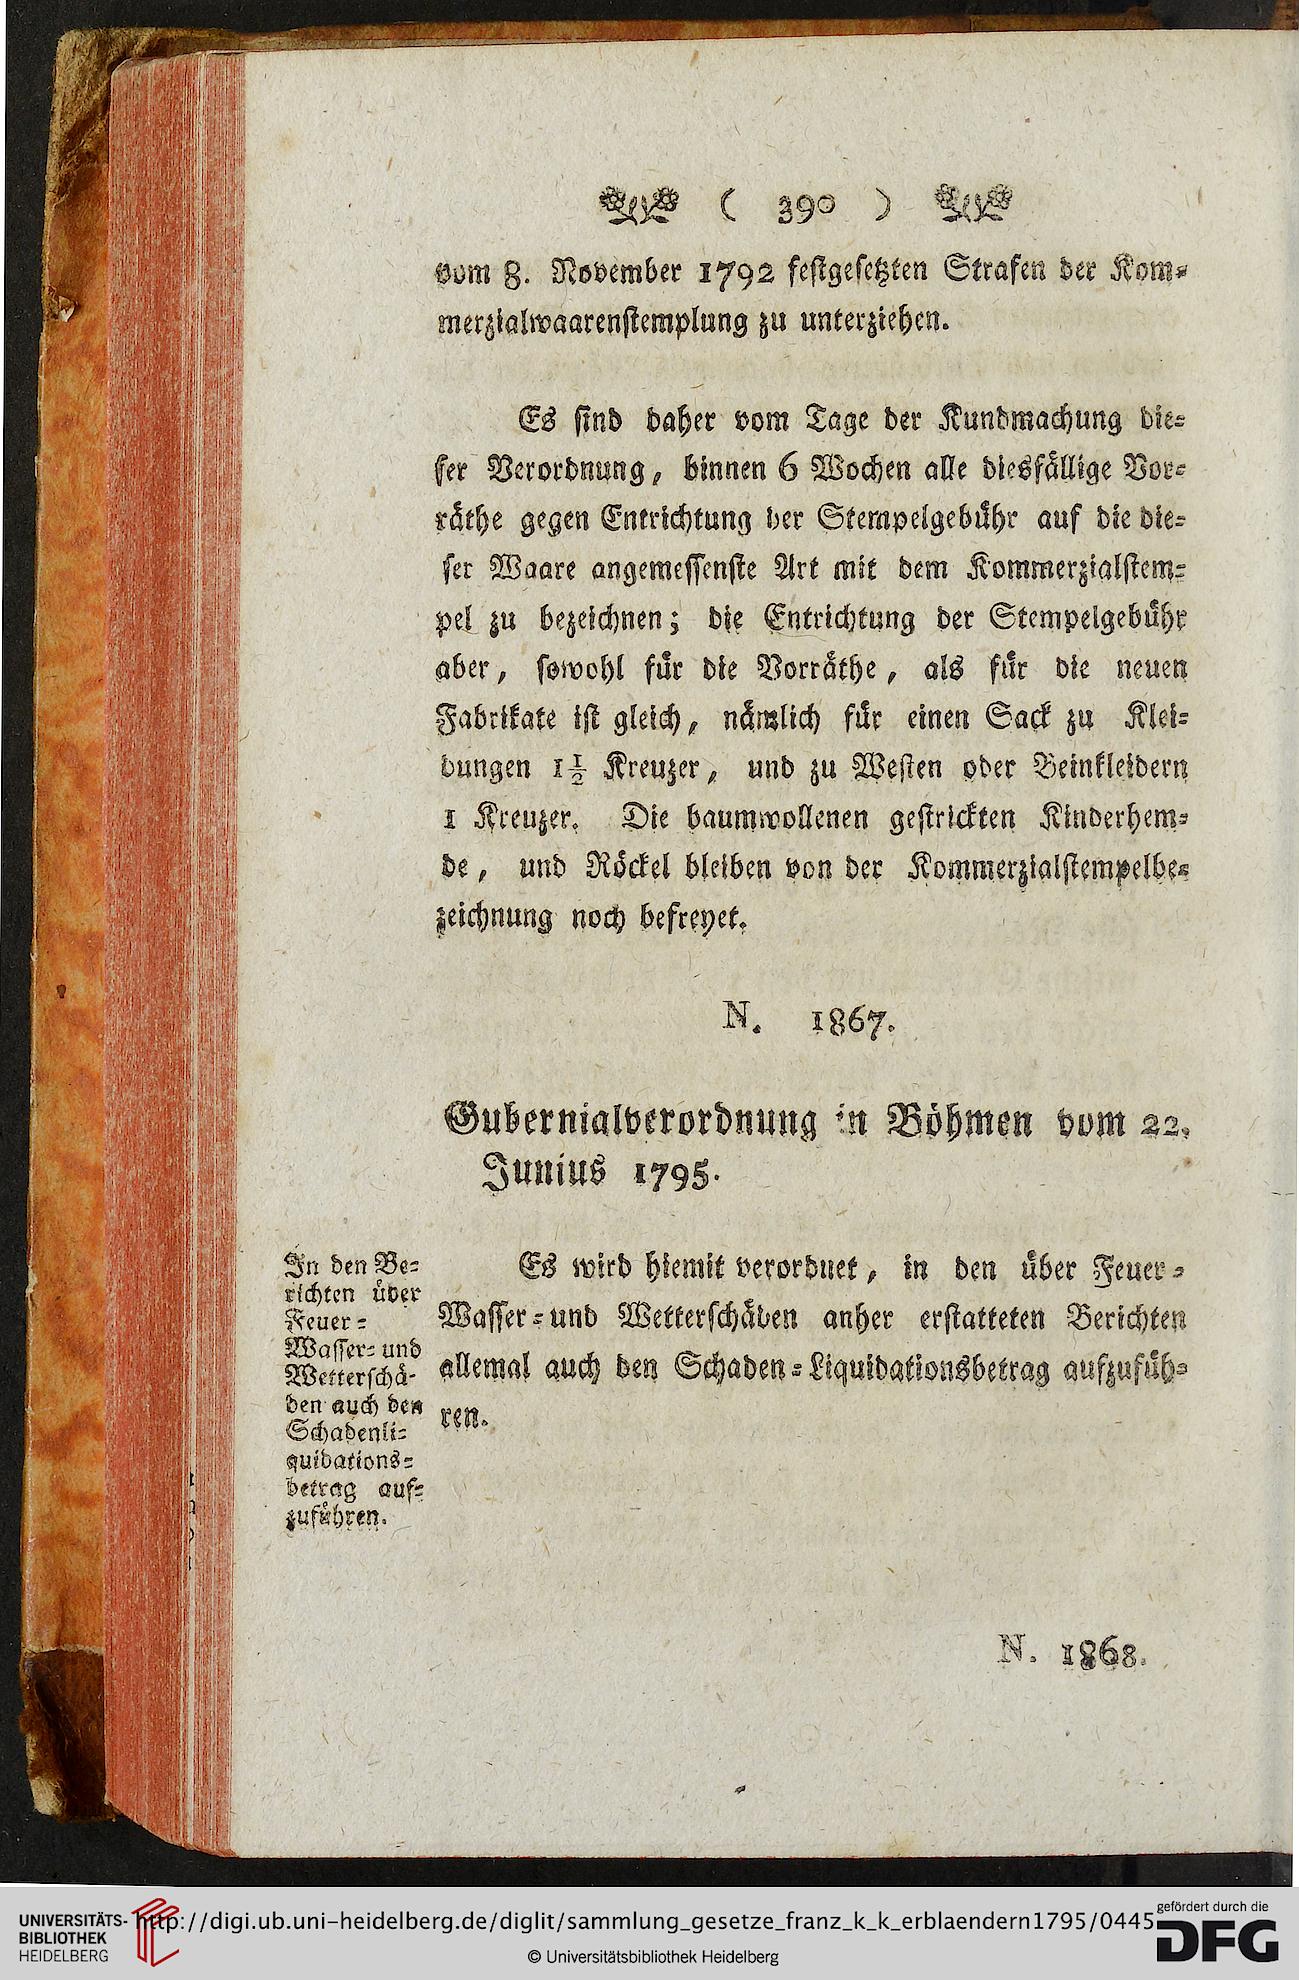 ( 390 )
vom 8. November 1792 festgesetzten Strafen der Kom-
merzialwaarenstemplung zu unterziehen.
Es sind daher vom Tage der Kundmachung die-
ser Verordnung, binnen 6 Wochen alle diesfällige Vor-
räthe gegen Entrichtung der Stempelgebühr auf die die-
ser Waare angemessenste Art mit dem Kommerzialstem-
pel zu bezeichnen; die Entrichtung der Stempelgebühr
aber, sowohl für die Vorräthe, als für die neuen
Fabrikate ist gleich, nämlich für einen Sack zu Klei-
dungen 1½ Kreuzer, und zu Westen oder Beinkleidern
1 Kreuzer. Die baumwollenen gestrickten Kinderhem-
de, und Röckel bleiben von der Kommerzialstempelbe-
zeichnung noch befreyet.
N. 1867.
Gubernialverordnung in Böhmen vom 22.
Junius 1795.
In den Be-
richten über
Feuer-
Wasser- und
Wetterschä-
den auch den
Schadenli-
quidations-
betrag auf-
zuführen.
Es wird hiemit verordnet, in den über Feuer-
Wasser- und Wetterschäden anher erstatteten Berichten
allemal auch den Schaden-Liquidationsbetrag aufzufüh-
ren.
N. 1868.
UNIVERSITÄTS-
BIBLIOTHEK
HEIDELBERG
http://digi.ub.uni-heidelberg.de/diglit/sammlung_gesetze_franz_k_k_erblaendern1795/0445
© Universitätsbibliothek Heidelberg
gefördert durch die
DFG